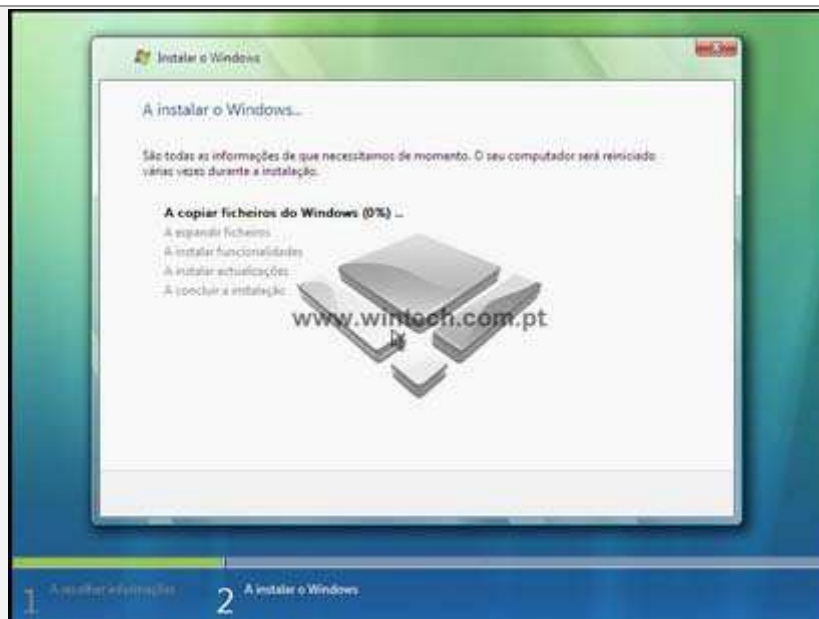 Instalar o Windows
A instalar o Windows...
São todas as informações de que necessitamos de momento. O seu computador será reiniciado
várias vezes durante a instalação.
A copiar ficheiros do Windows (0%) ...
A expandir ficheiros
A instalar funcionalidades
A instalar actualizações
A concluir a instalação
www.wintech.com.pt
1 A recolher informações
2 A instalar o Windows